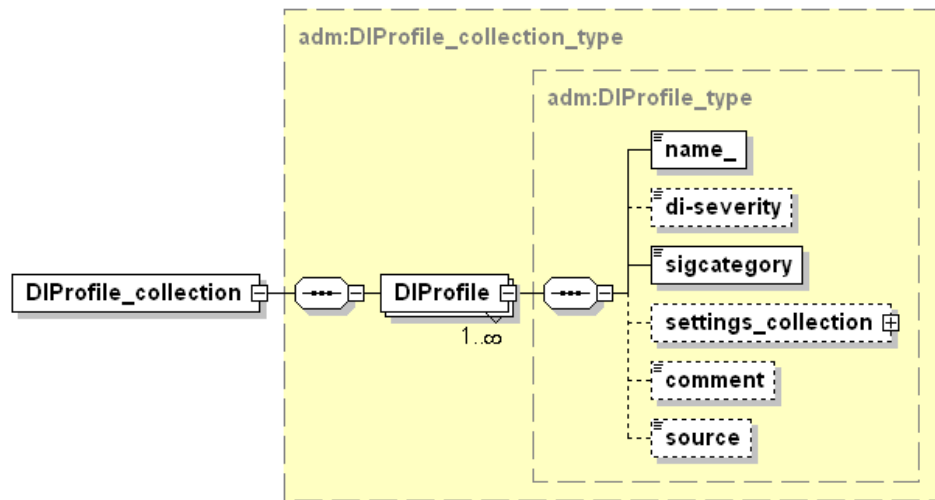 adm:DIProfile_collection_type
adm:DIProfile_type
name_
di-severity
sigcategory
DIProfile_collection
DIProfile
settings_collection
1..∞
comment
source